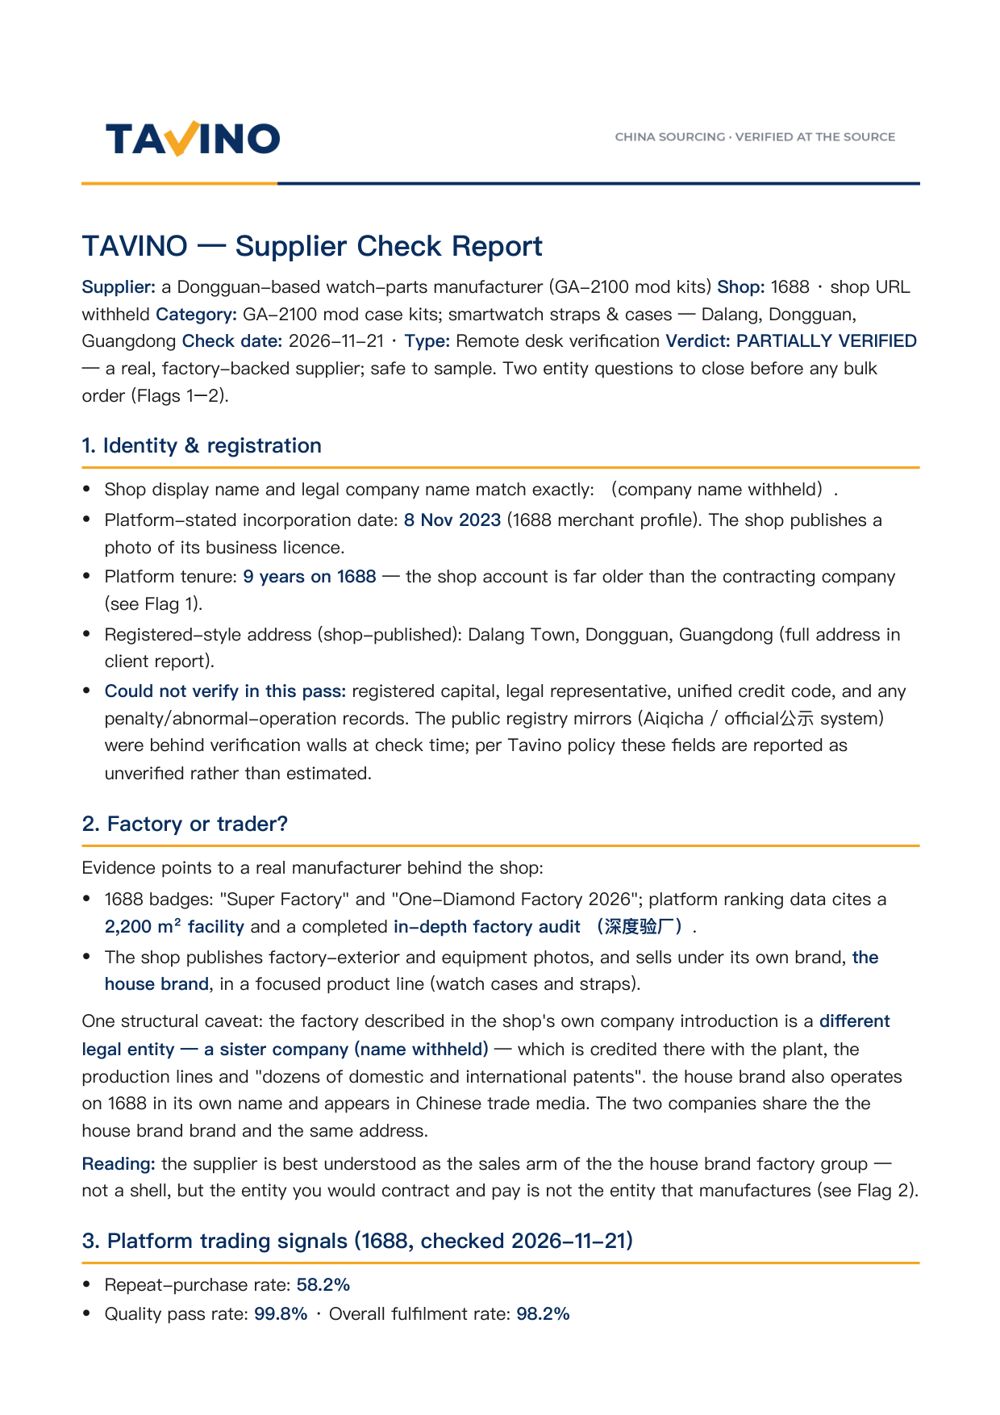 TAVINO
CHINA SOURCING · VERIFIED AT THE SOURCE
TAVINO — Supplier Check Report
Supplier: a Dongguan-based watch-parts manufacturer (GA-2100 mod kits) Shop: 1688 · shop URL
withheld Category: GA-2100 mod case kits; smartwatch straps & cases — Dalang, Dongguan,
Guangdong Check date: 2026-11-21 · Type: Remote desk verification Verdict: PARTIALLY VERIFIED
— a real, factory-backed supplier; safe to sample. Two entity questions to close before any bulk
order (Flags 1–2).
1. Identity & registration
• Shop display name and legal company name match exactly: （company name withheld）.
• Platform-stated incorporation date: 8 Nov 2023 (1688 merchant profile). The shop publishes a
photo of its business licence.
• Platform tenure: 9 years on 1688 — the shop account is far older than the contracting company
(see Flag 1).
• Registered-style address (shop-published): Dalang Town, Dongguan, Guangdong (full address in
client report).
• Could not verify in this pass: registered capital, legal representative, unified credit code, and any
penalty/abnormal-operation records. The public registry mirrors (Aiqicha / official公示 system)
were behind verification walls at check time; per Tavino policy these fields are reported as
unverified rather than estimated.
2. Factory or trader?
Evidence points to a real manufacturer behind the shop:
• 1688 badges: "Super Factory" and "One-Diamond Factory 2026"; platform ranking data cites a
2,200 m² facility and a completed in-depth factory audit （深度验厂）.
• The shop publishes factory-exterior and equipment photos, and sells under its own brand, the
house brand, in a focused product line (watch cases and straps).
One structural caveat: the factory described in the shop's own company introduction is a different
legal entity — a sister company (name withheld) — which is credited there with the plant, the
production lines and "dozens of domestic and international patents". the house brand also operates
on 1688 in its own name and appears in Chinese trade media. The two companies share the the
house brand brand and the same address.
Reading: the supplier is best understood as the sales arm of the the house brand factory group —
not a shell, but the entity you would contract and pay is not the entity that manufactures (see Flag 2).
3. Platform trading signals (1688, checked 2026-11-21)
• Repeat-purchase rate: 58.2%
• Quality pass rate: 99.8% · Overall fulfilment rate: 98.2%